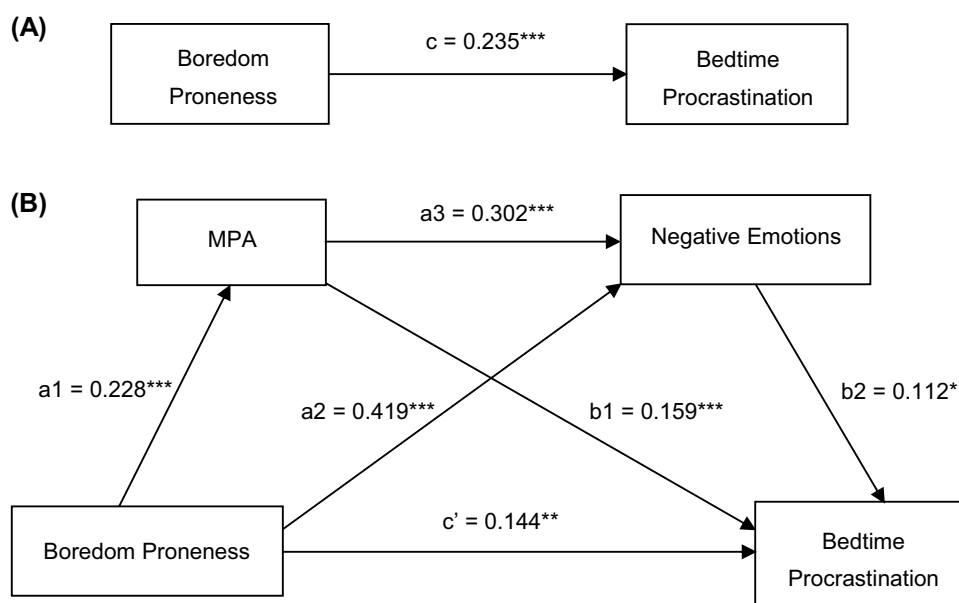 (A)
Boredom
Proneness
c = 0.235***
Bedtime
Procrastination
(B)
MPA
a3 = 0.302***
Negative Emotions
a1 = 0.228***
a2 = 0.419***
b1 = 0.159***
b2 = 0.112*
Boredom Proneness
c’ = 0.144**
Bedtime
Procrastination